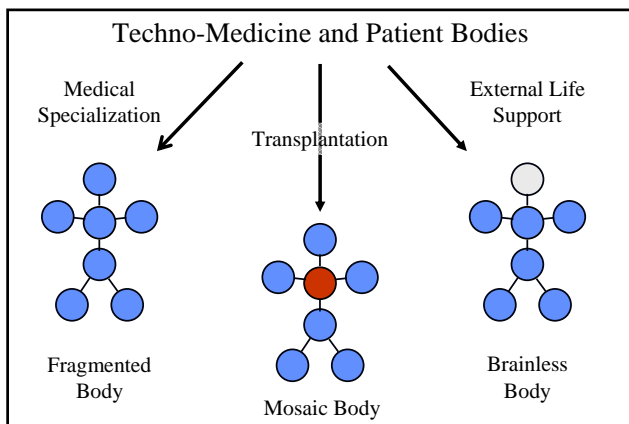 Techno-Medicine and Patient Bodies
Medical
Specialization
Transplantation
External Life
Support
Fragmented
Body
Mosaic Body
Brainless
Body